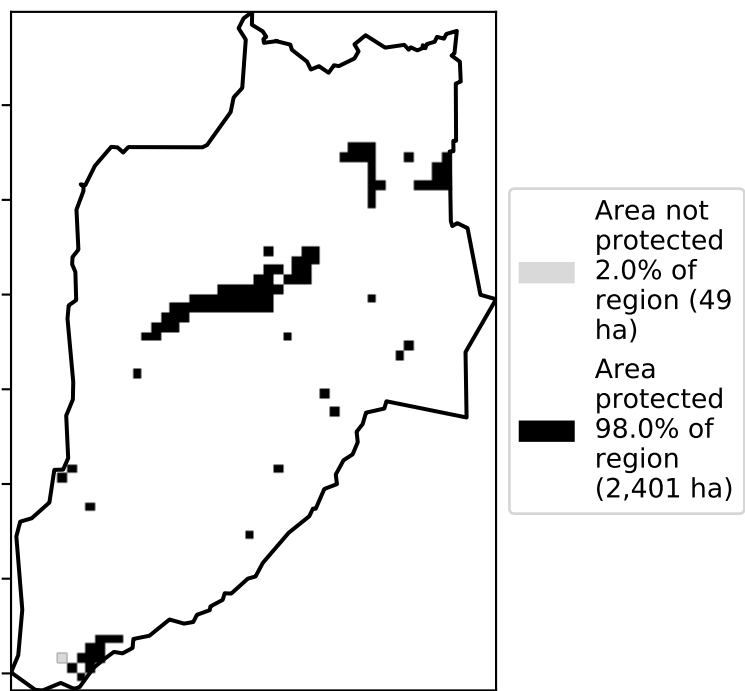 Area not
protected
2.0% of
region (49
ha)
Area
protected
98.0% of
region
(2,401 ha)